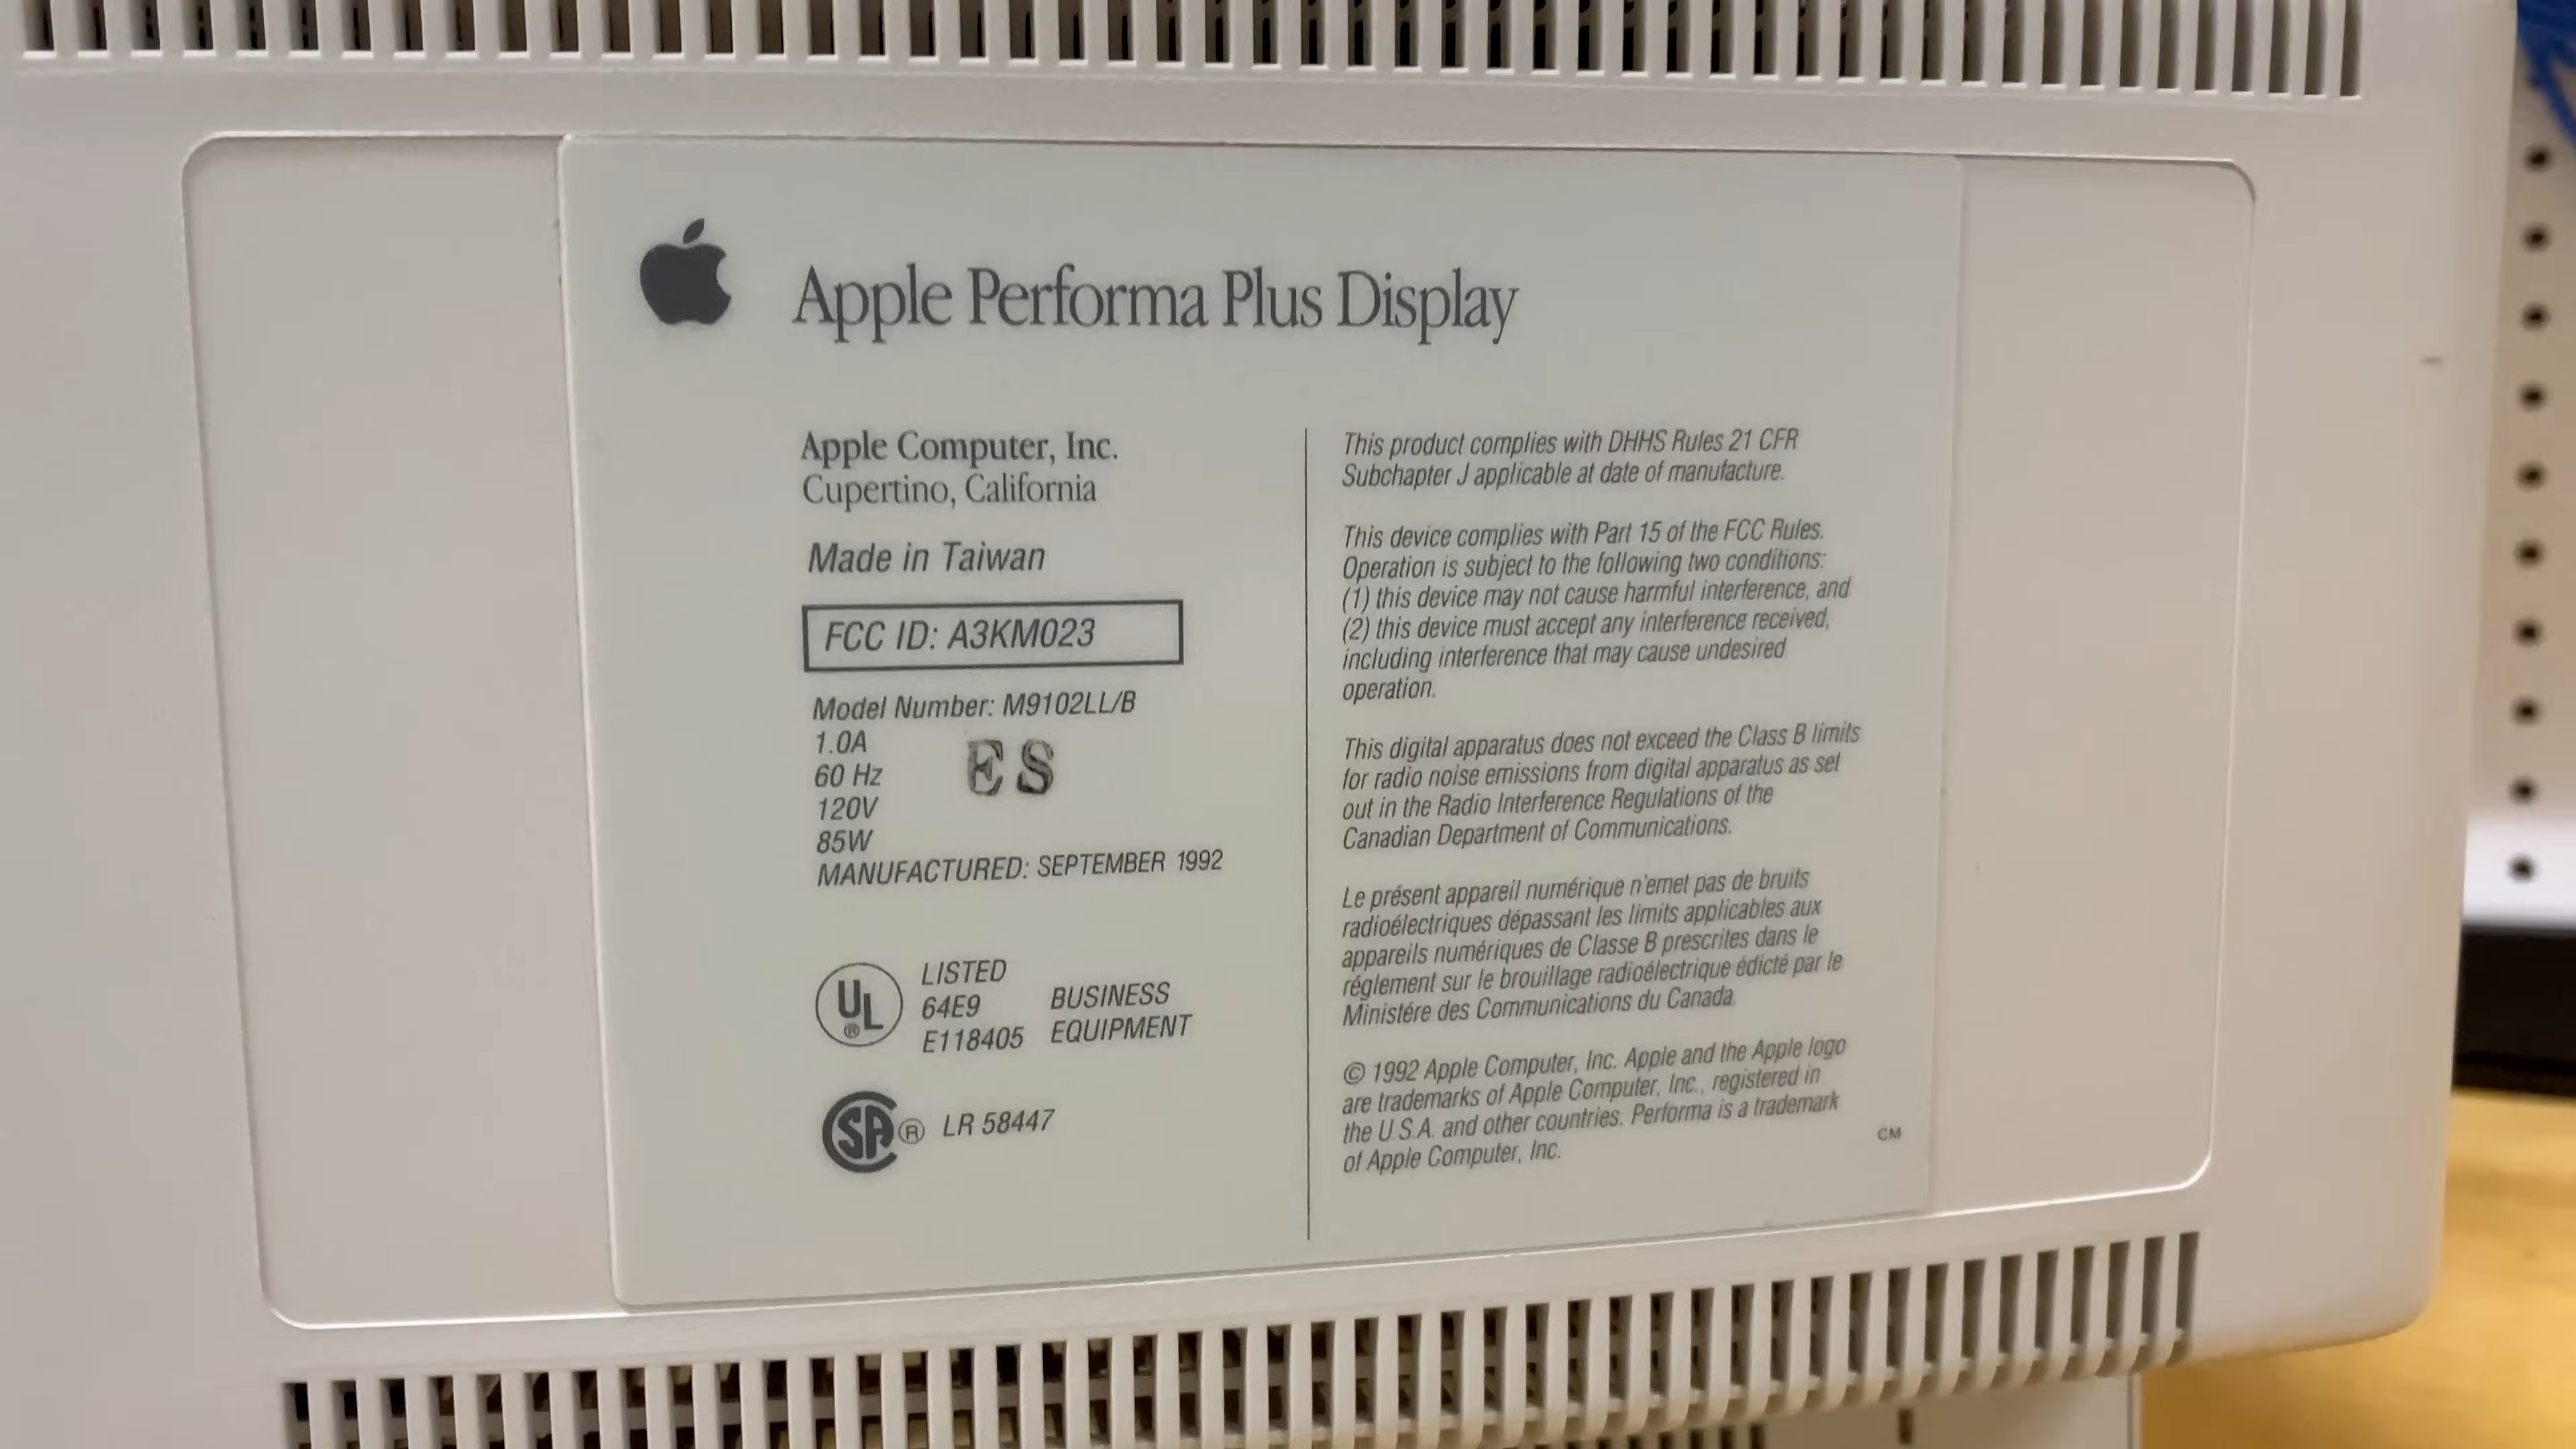 Apple Performa Plus Display
Apple Computer, Inc.
Cupertino, California
Made in Taiwan
FCC ID: A3KM023
Model Number: M9102LL/B
1.0A
60 Hz
120V
85W
ES
MANUFACTURED: SEPTEMBER 1992
UL ®
LISTED
64E9
E118405
BUSINESS
EQUIPMENT
SA ® LR 58447
This product complies with DHHS Rules 21 CFR
Subchapter J applicable at date of manufacture.
This device complies with Part 15 of the FCC Rules.
Operation is subject to the following two conditions:
(1) this device may not cause harmful interference, and
(2) this device must accept any interference received,
including interference that may cause undesired
operation.
This digital apparatus does not exceed the Class B limits
for radio noise emissions from digital apparatus as set
out in the Radio Interference Regulations of the
Canadian Department of Communications.
Le présent appareil numérique n'emet pas de bruits
radioélectriques dépassant les limits applicables aux
appareils numériques de Classe B prescrites dans le
réglement sur le brouillage radioélectrique édicté par le
Ministére des Communications du Canada.
© 1992 Apple Computer, Inc. Apple and the Apple logo
are trademarks of Apple Computer, Inc., registered in
the U.S.A. and other countries. Performa is a trademark
of Apple Computer, Inc.
CM